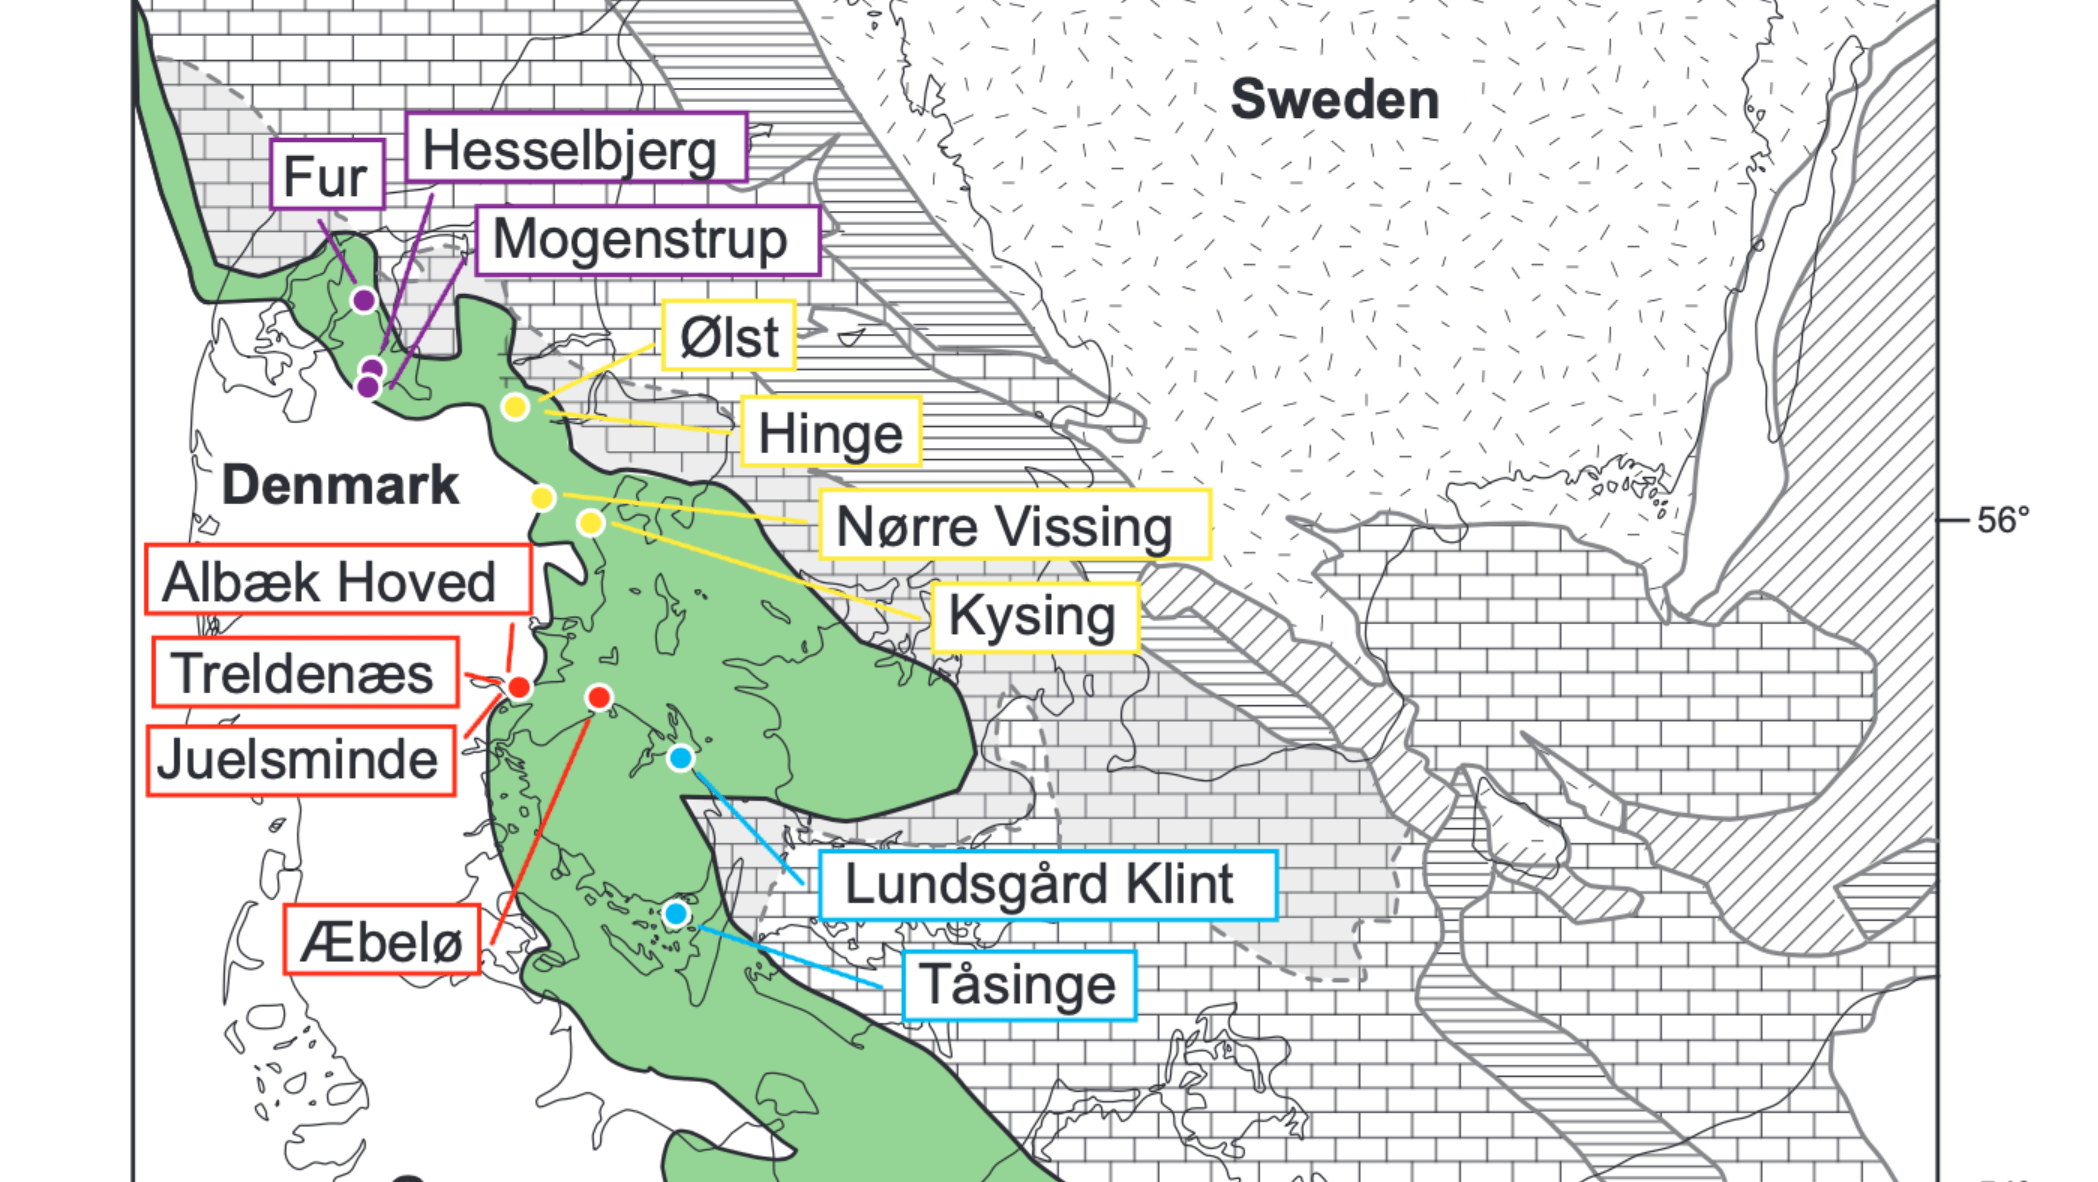 Sweden
Hesselbjerg
Fur
Mogenstrup
Ølst
Hinge
Denmark
Nørre Vissing
56°
Albæk Hoved
Kysing
Treldenæs
Juelsminde
Lundsgård Klint
Æbelø
Tåsinge